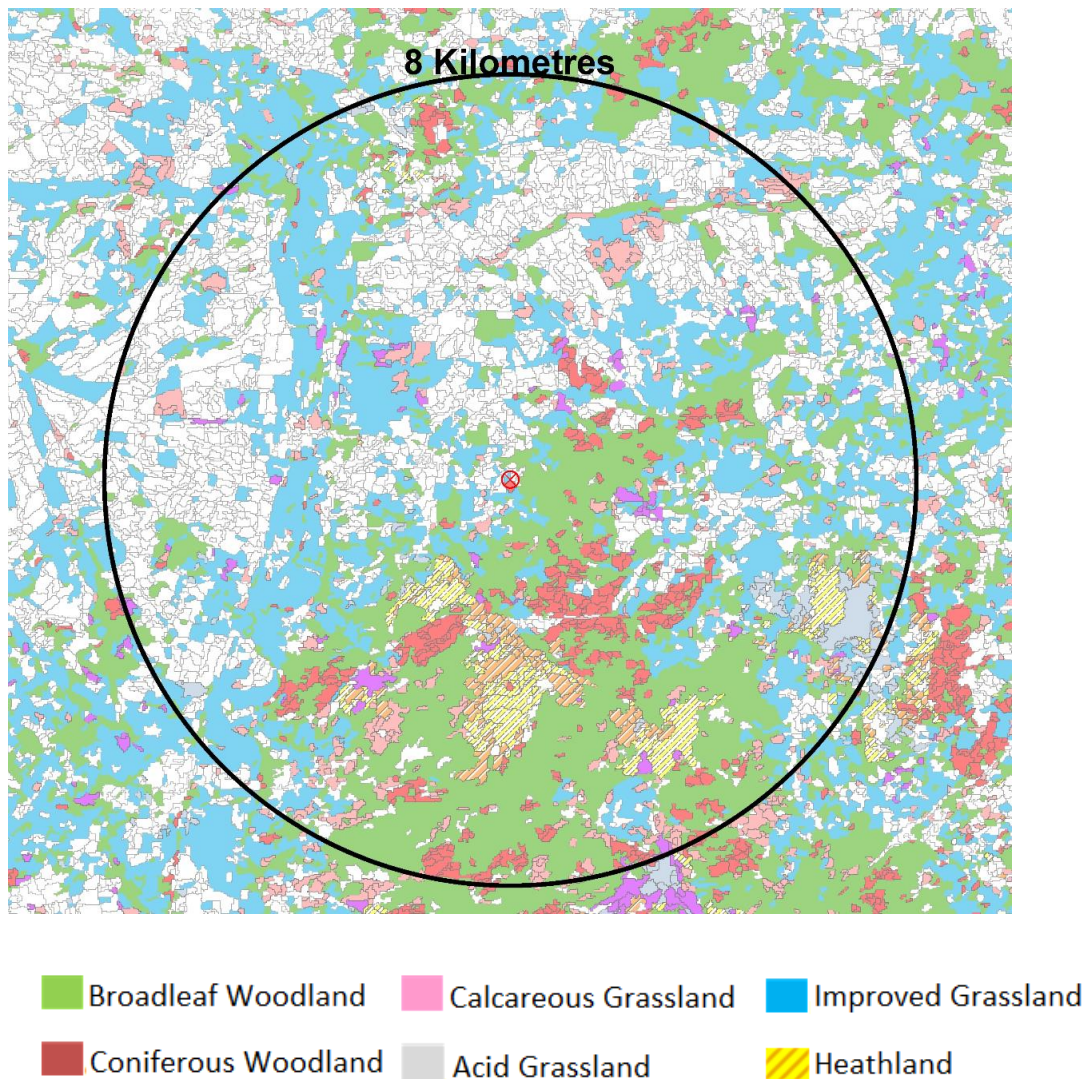 8 Kilometres
Broadleaf Woodland
Calcareous Grassland
Improved Grassland
Coniferous Woodland
Acid Grassland
Heathland